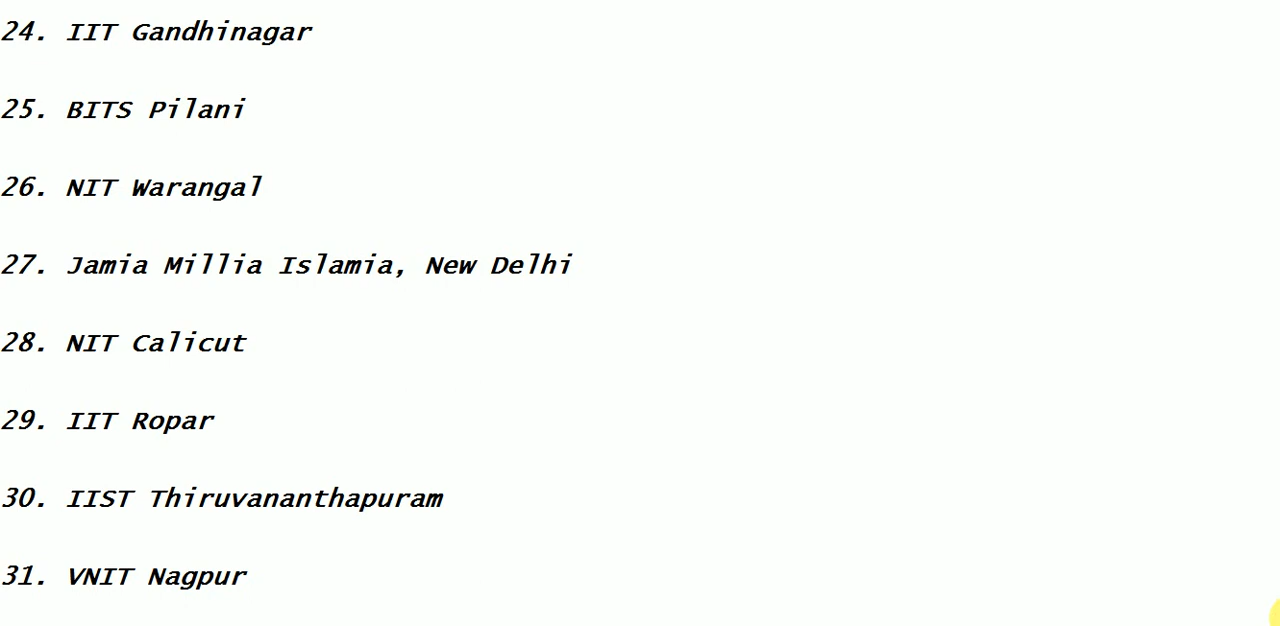 24. IIT Gandhinagar
25. BITS Pilani
26. NIT Warangal
27. Jamia Millia Islamia, New Delhi
28. NIT Calicut
29. IIT Ropar
30. IIST Thiruvananthapuram
31. VNIT Nagpur